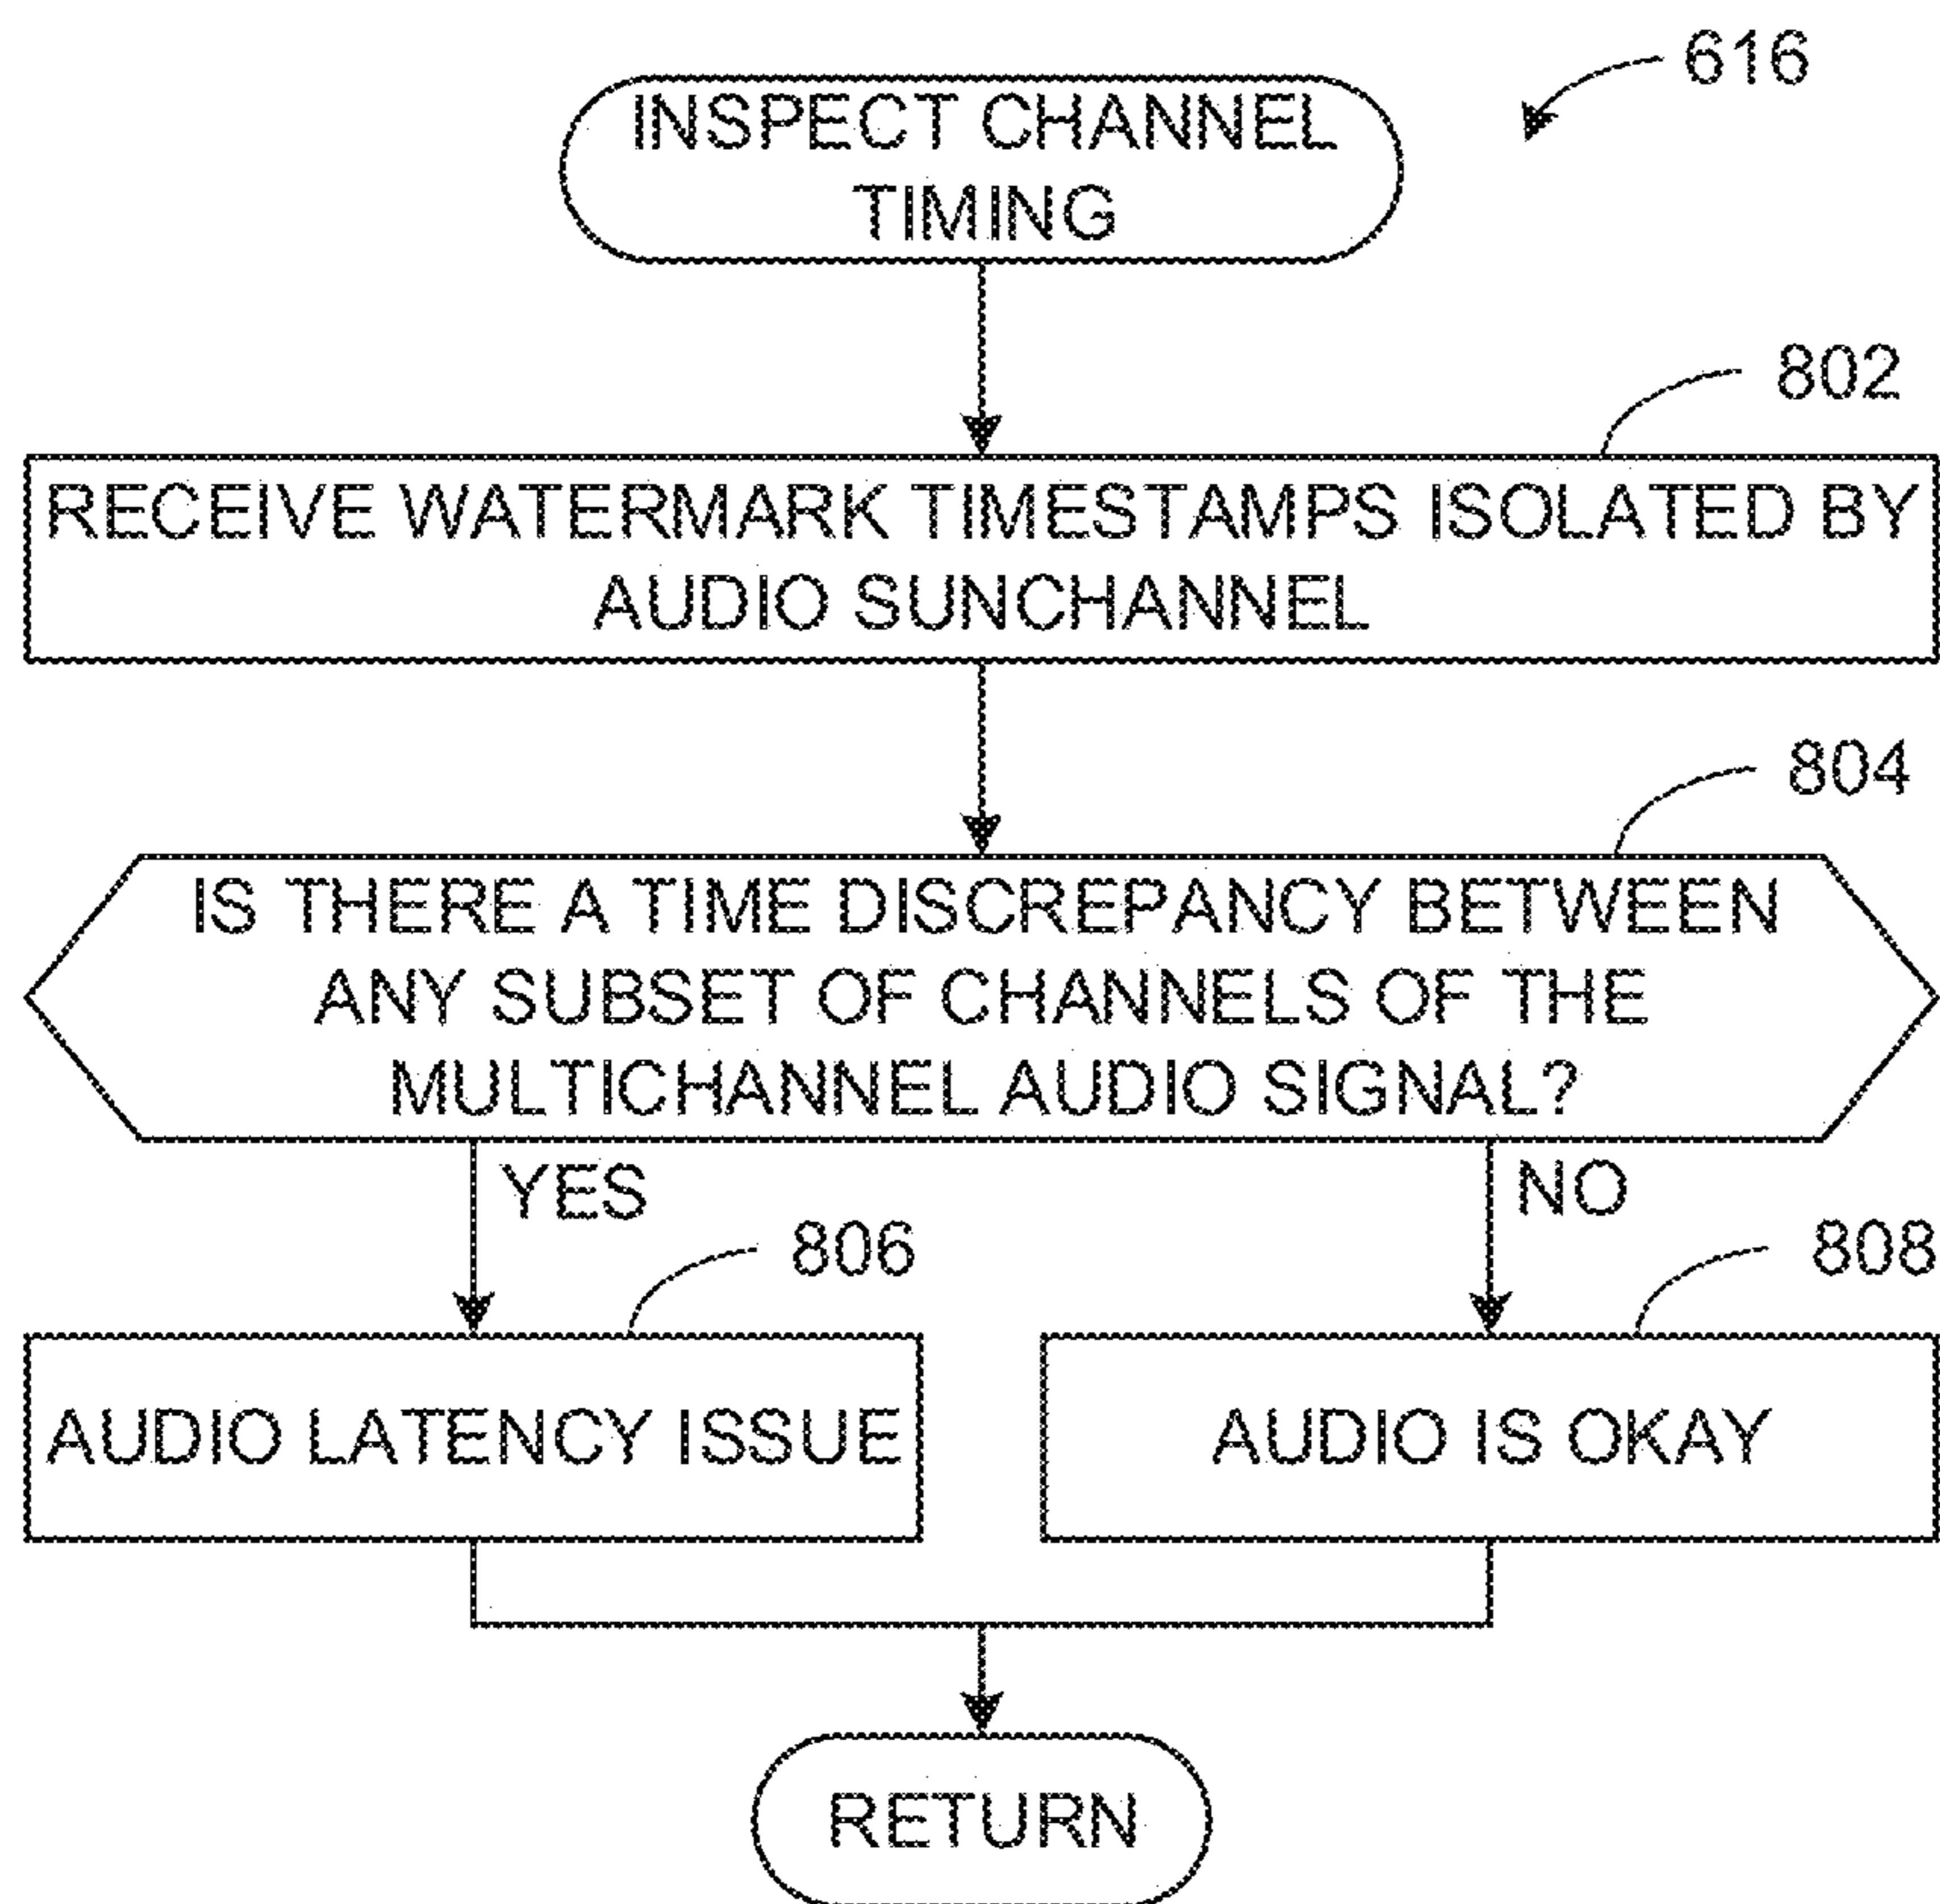 616
INSPECT CHANNEL
TIMING
802
RECEIVE WATERMARK TIMESTAMPS ISOLATED BY
AUDIO SUNCHANNEL
804
IS THERE A TIME DISCREPANCY BETWEEN
ANY SUBSET OF CHANNELS OF THE
MULTICHANNEL AUDIO SIGNAL?
YES
NO
806
808
AUDIO LATENCY ISSUE
AUDIO IS OKAY
RETURN